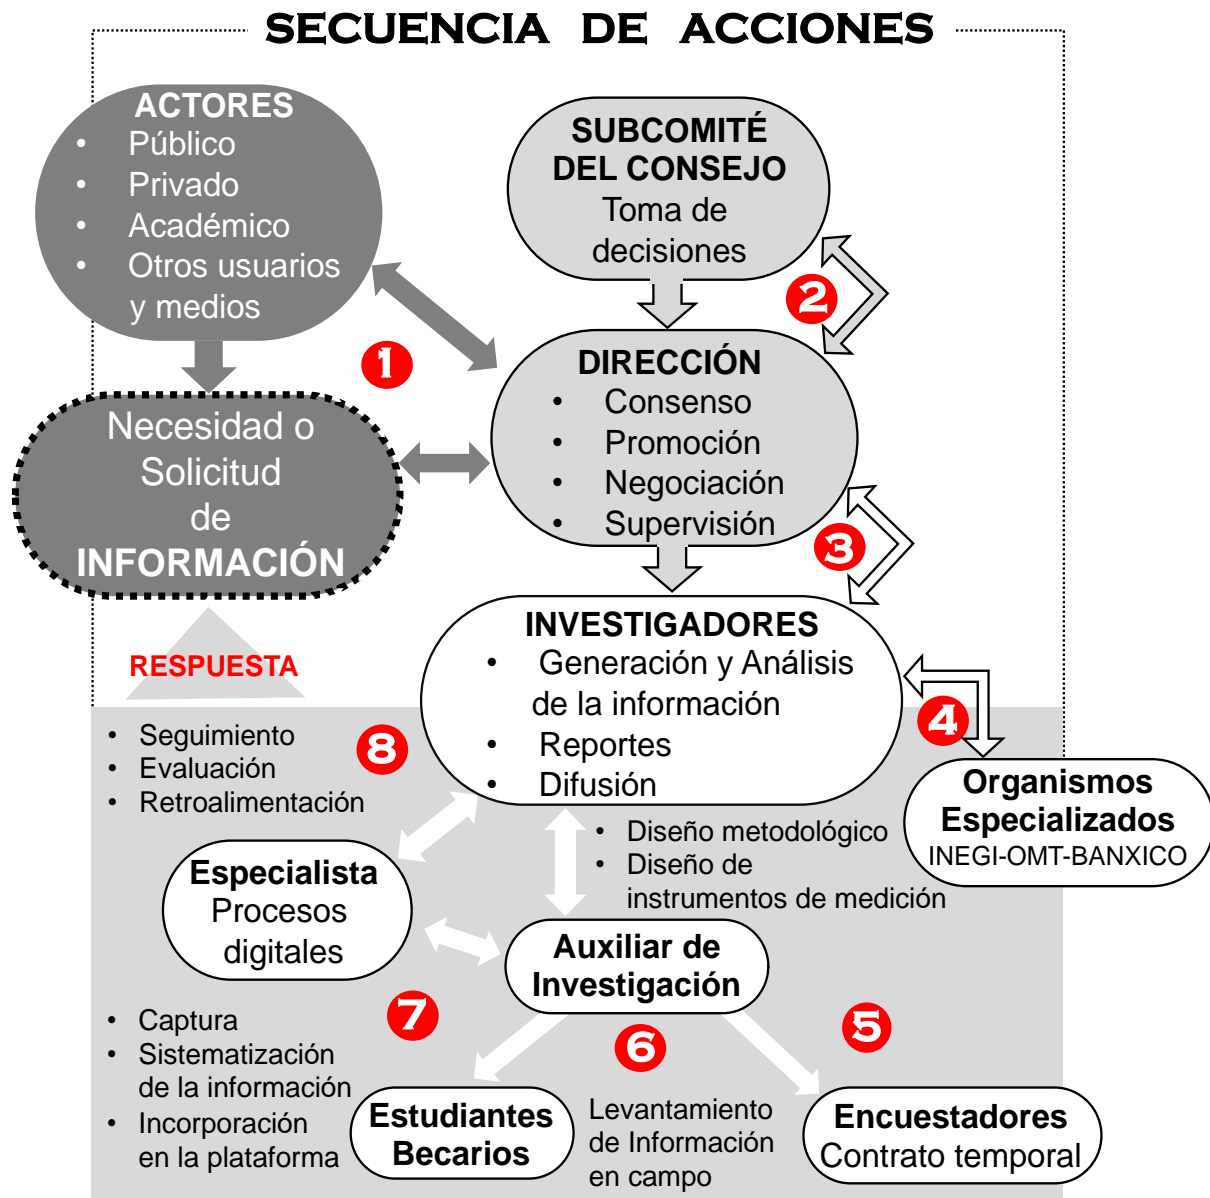 SECUENCIA DE ACCIONES
ACTORES
• Público
• Privado
• Académico
• Otros usuarios
y medios
SUBCOMITÉ
DEL CONSEJO
Toma de
decisiones
2
1
DIRECCIÓN
• Consenso
• Promoción
• Negociación
• Supervisión
Necesidad o
Solicitud
de
INFORMACIÓN
3
RESPUESTA
INVESTIGADORES
• Generación y Análisis
de la información
• Reportes
• Difusión
4
Organismos
Especializados
INEGI-OMT-BANXICO
8
• Seguimiento
• Evaluación
• Retroalimentación
• Diseño metodológico
• Diseño de
instrumentos de medición
Especialista
Procesos
digitales
Auxiliar de
Investigación
7
6
5
• Captura
• Sistematización
de la información
• Incorporación
en la plataforma
Estudiantes
Becarios
Levantamiento
de Información
en campo
Encuestadores
Contrato temporal